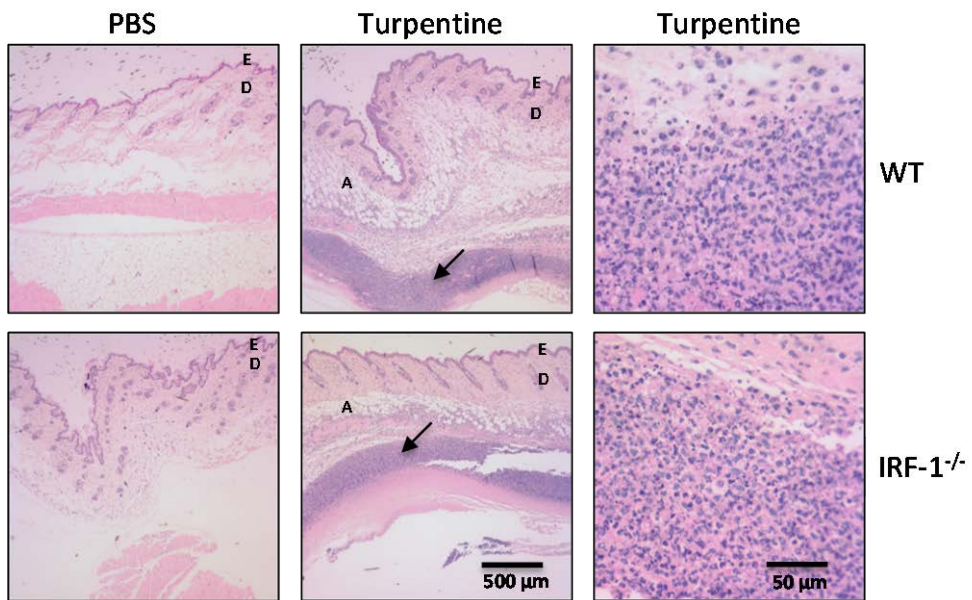 PBS Turpentine Turpentine
E
D
E
D
A
WT
E
D
E
D
A
IRF-1-/-
500 µm
50 µm